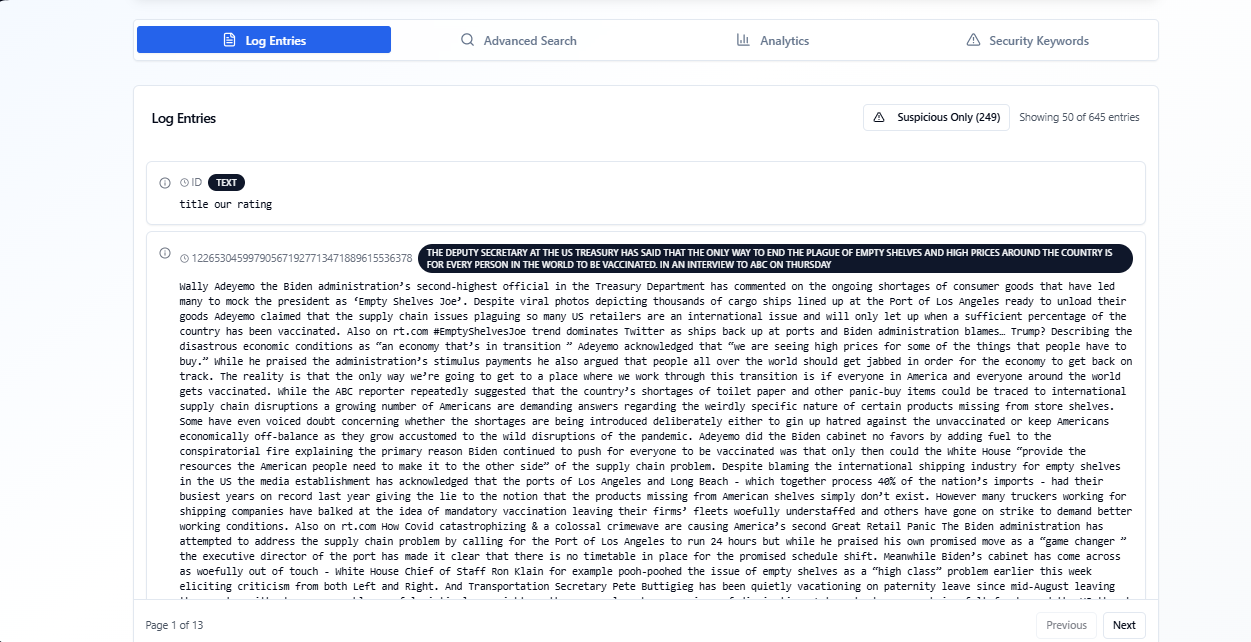 Log Entries
Advanced Search
Analytics
Security Keywords
Log Entries
Suspicious Only (249)
Showing 50 of 645 entries
ID TEXT
title our rating
122653045997905671927713471889615536378
THE DEPUTY SECRETARY AT THE US TREASURY HAS SAID THAT THE ONLY WAY TO END THE PLAGUE OF EMPTY SHELVES AND HIGH PRICES AROUND THE COUNTRY IS
FOR EVERY PERSON IN THE WORLD TO BE VACCINATED. IN AN INTERVIEW TO ABC ON THURSDAY
Wally Adeyemo the Biden administration’s second-highest official in the Treasury Department has commented on the ongoing shortages of consumer goods that have led
many to mock the president as ‘Empty Shelves Joe’. Despite viral photos depicting thousands of cargo ships lined up at the Port of Los Angeles ready to unload their
goods Adeyemo claimed that the supply chain issues plaguing so many US retailers are an international issue and will only let up when a sufficient percentage of the
country has been vaccinated. Also on rt.com #EmptyShelvesJoe trend dominates Twitter as ships back up at ports and Biden administration blames… Trump? Describing the
disastrous economic conditions as “an economy that’s in transition ” Adeyemo acknowledged that “we are seeing high prices for some of the things that people have to
buy.” While he praised the administration’s stimulus payments he also argued that people all over the world should get jabbed in order for the economy to get back on
track. The reality is that the only way we’re going to get to a place where we work through this transition is if everyone in America and everyone around the world
gets vaccinated. While the ABC reporter repeatedly suggested that the country’s shortages of toilet paper and other panic-buy items could be traced to international
supply chain disruptions a growing number of Americans are demanding answers regarding the weirdly specific nature of certain products missing from store shelves.
Some have even voiced doubt concerning whether the shortages are being introduced deliberately either to gin up hatred against the unvaccinated or keep Americans
economically off-balance as they grow accustomed to the wild disruptions of the pandemic. Adeyemo did the Biden cabinet no favors by adding fuel to the
conspiratorial fire explaining the primary reason Biden continued to push for everyone to be vaccinated was that only then could the White House “provide the
resources the American people need to make it to the other side” of the supply chain problem. Despite blaming the international shipping industry for empty shelves
in the US the media establishment has acknowledged that the ports of Los Angeles and Long Beach - which together process 40% of the nation’s imports - had their
busiest years on record last year giving the lie to the notion that the products missing from American shelves simply don’t exist. However many truckers working for
shipping companies have balked at the idea of mandatory vaccination leaving their firms’ fleets woefully understaffed and others have gone on strike to demand better
working conditions. Also on rt.com How Covid catastrophizing & a colossal crimewave are causing America’s second Great Retail Panic The Biden administration has
attempted to address the supply chain problem by calling for the Port of Los Angeles to run 24 hours but while he praised his own promised move as a “game changer ”
the executive director of the port has made it clear that there is no timetable in place for the promised schedule shift. Meanwhile Biden’s cabinet has come across
as woefully out of touch - White House Chief of Staff Ron Klain for example pooh-poohed the issue of empty shelves as a “high class” problem earlier this week
eliciting criticism from both Left and Right. And Transportation Secretary Pete Buttigieg has been quietly vacationing on paternity leave since mid-August leaving
Page 1 of 13
Previous
Next